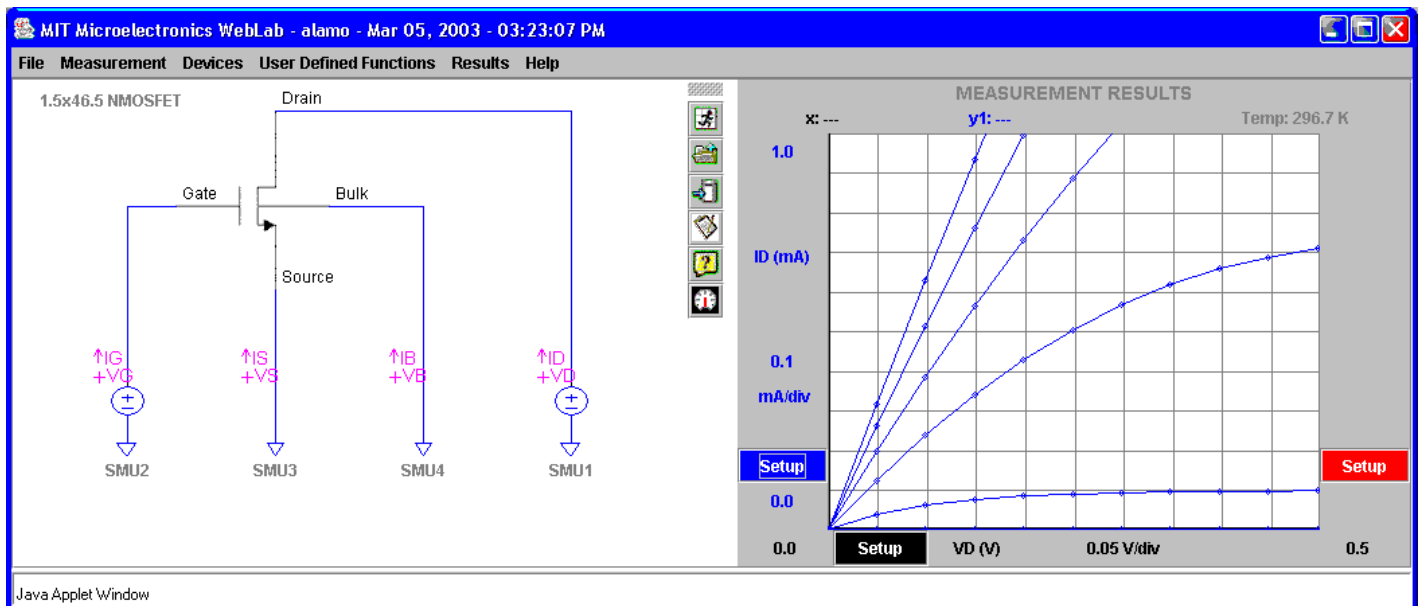 MIT Microelectronics WebLab - alamo - Mar 05, 2003 - 03:23:07 PM
File Measurement Devices User Defined Functions Results Help
1.5x46.5 NMOSFET
Drain
Gate
Bulk
Source
↑IG
+VG
↑IS
+VS
↑IB
+VB
↑ID
+VD
SMU2
SMU3
SMU4
SMU1
MEASUREMENT RESULTS
x: ---
y1: ---
Temp: 296.7 K
1.0
ID (mA)
0.1
mA/div
Setup
Setup
0.0
0.0
Setup
VD (V)
0.05 V/div
0.5
Java Applet Window